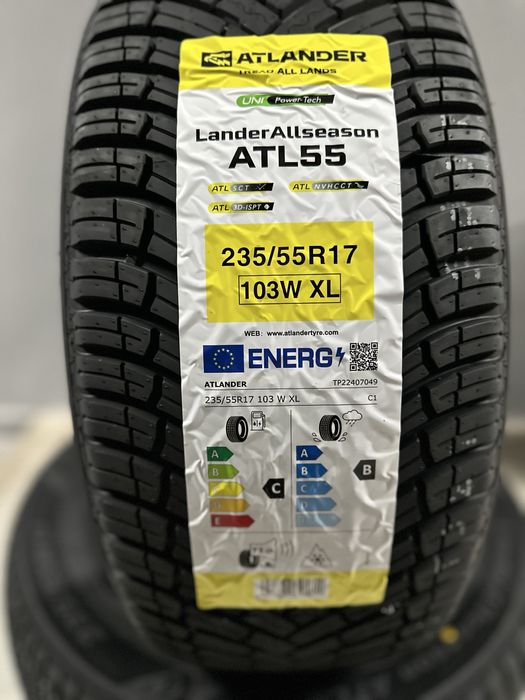 ATLANDER
TREAD ALL LANDS
UNI Power-Tech
LanderAllseason
ATL55
ATL SCT ATL NVHCCT
ATL 3D-ISPT
235/55R17
103W XL
WEB: www.atlandertyre.com
ENERG
ATLANDER TP22407049
235/55R17 103 W XL C1
A A
B B B
C C C
D D
E E
ATLANDER